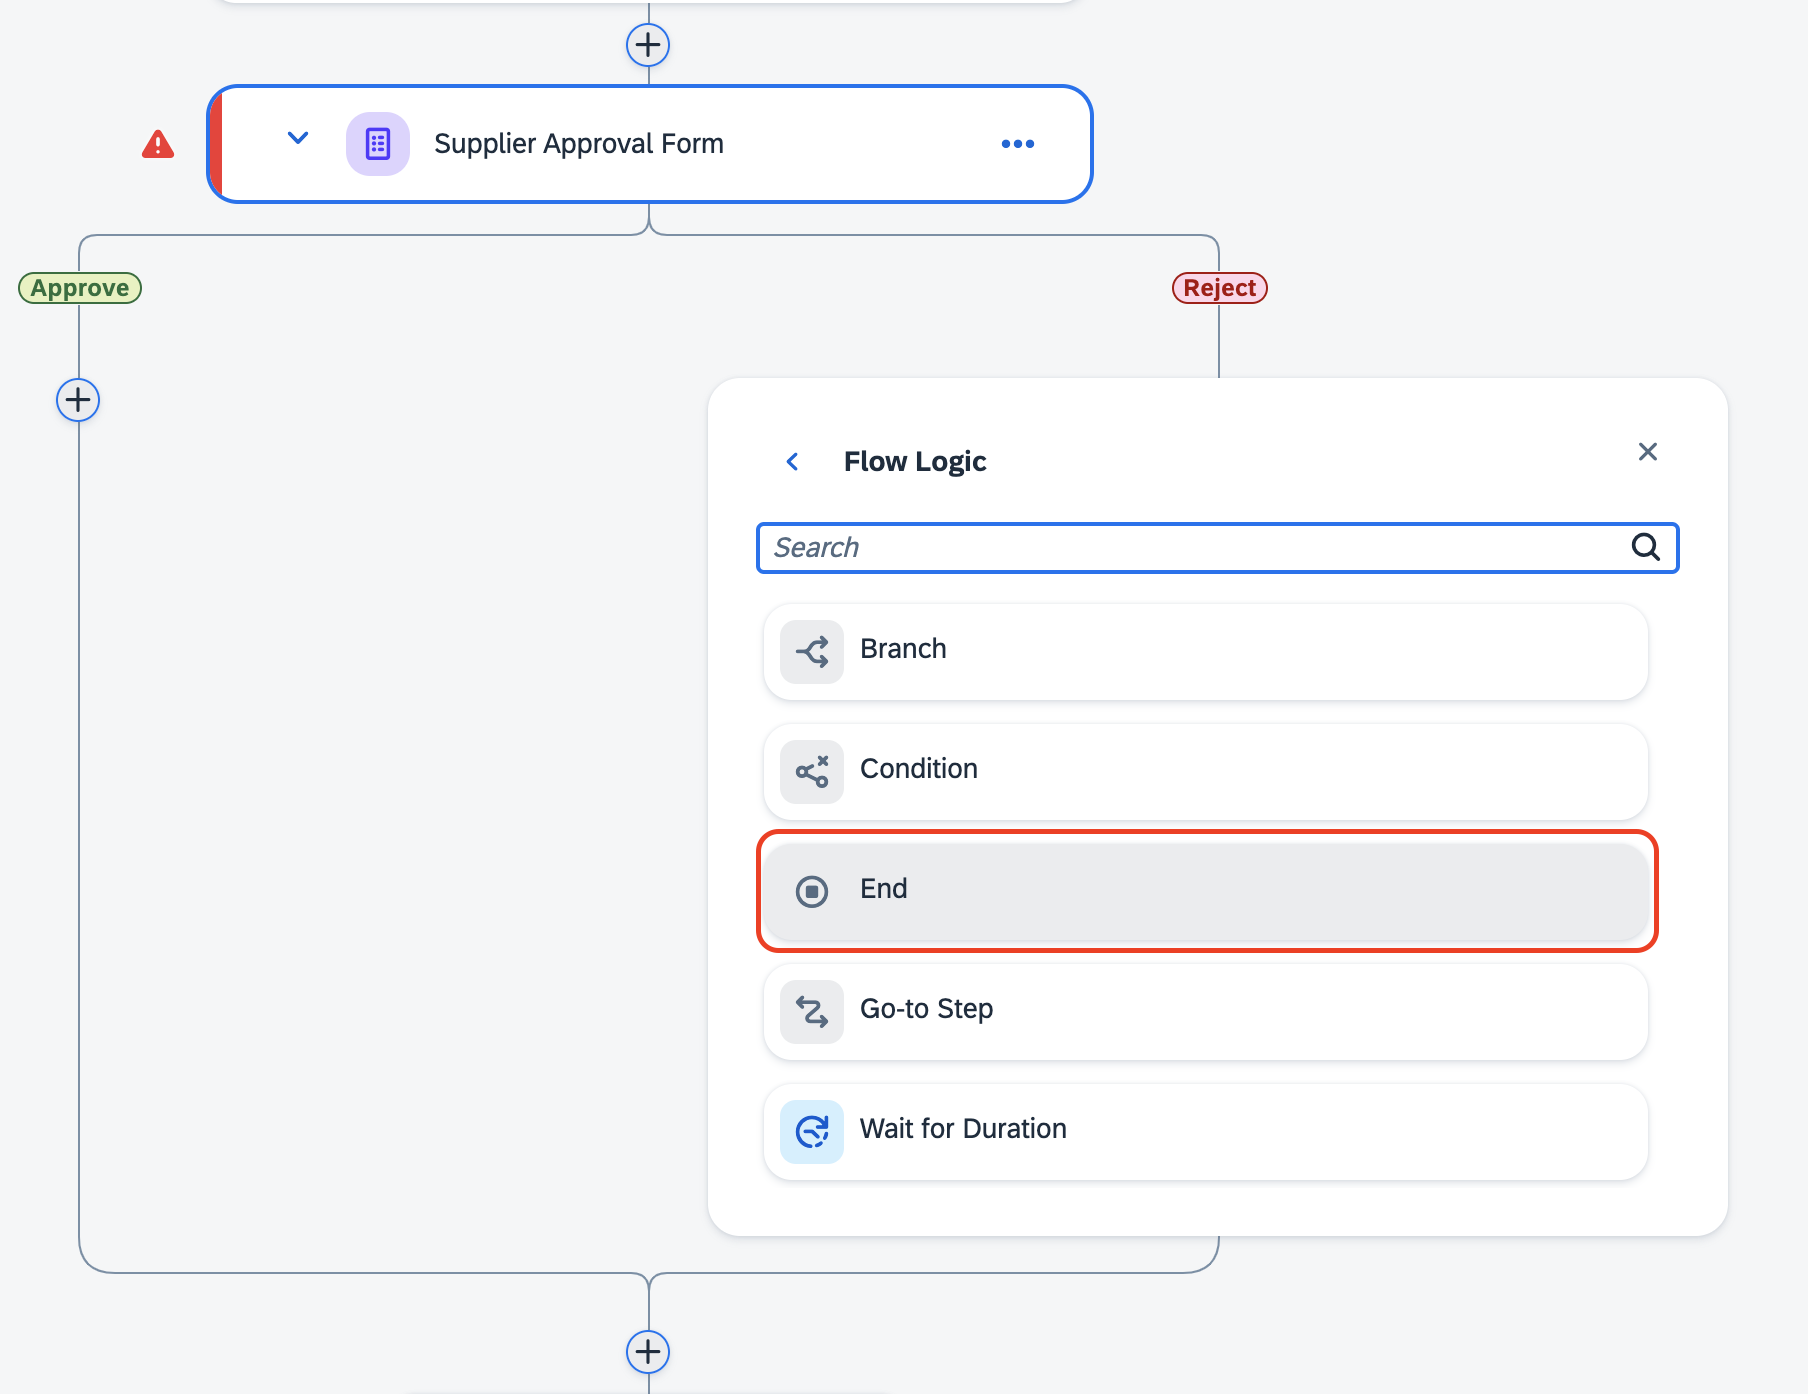 Supplier Approval Form
Approve
Reject
Flow Logic
Search
Branch
Condition
End
Go-to Step
Wait for Duration